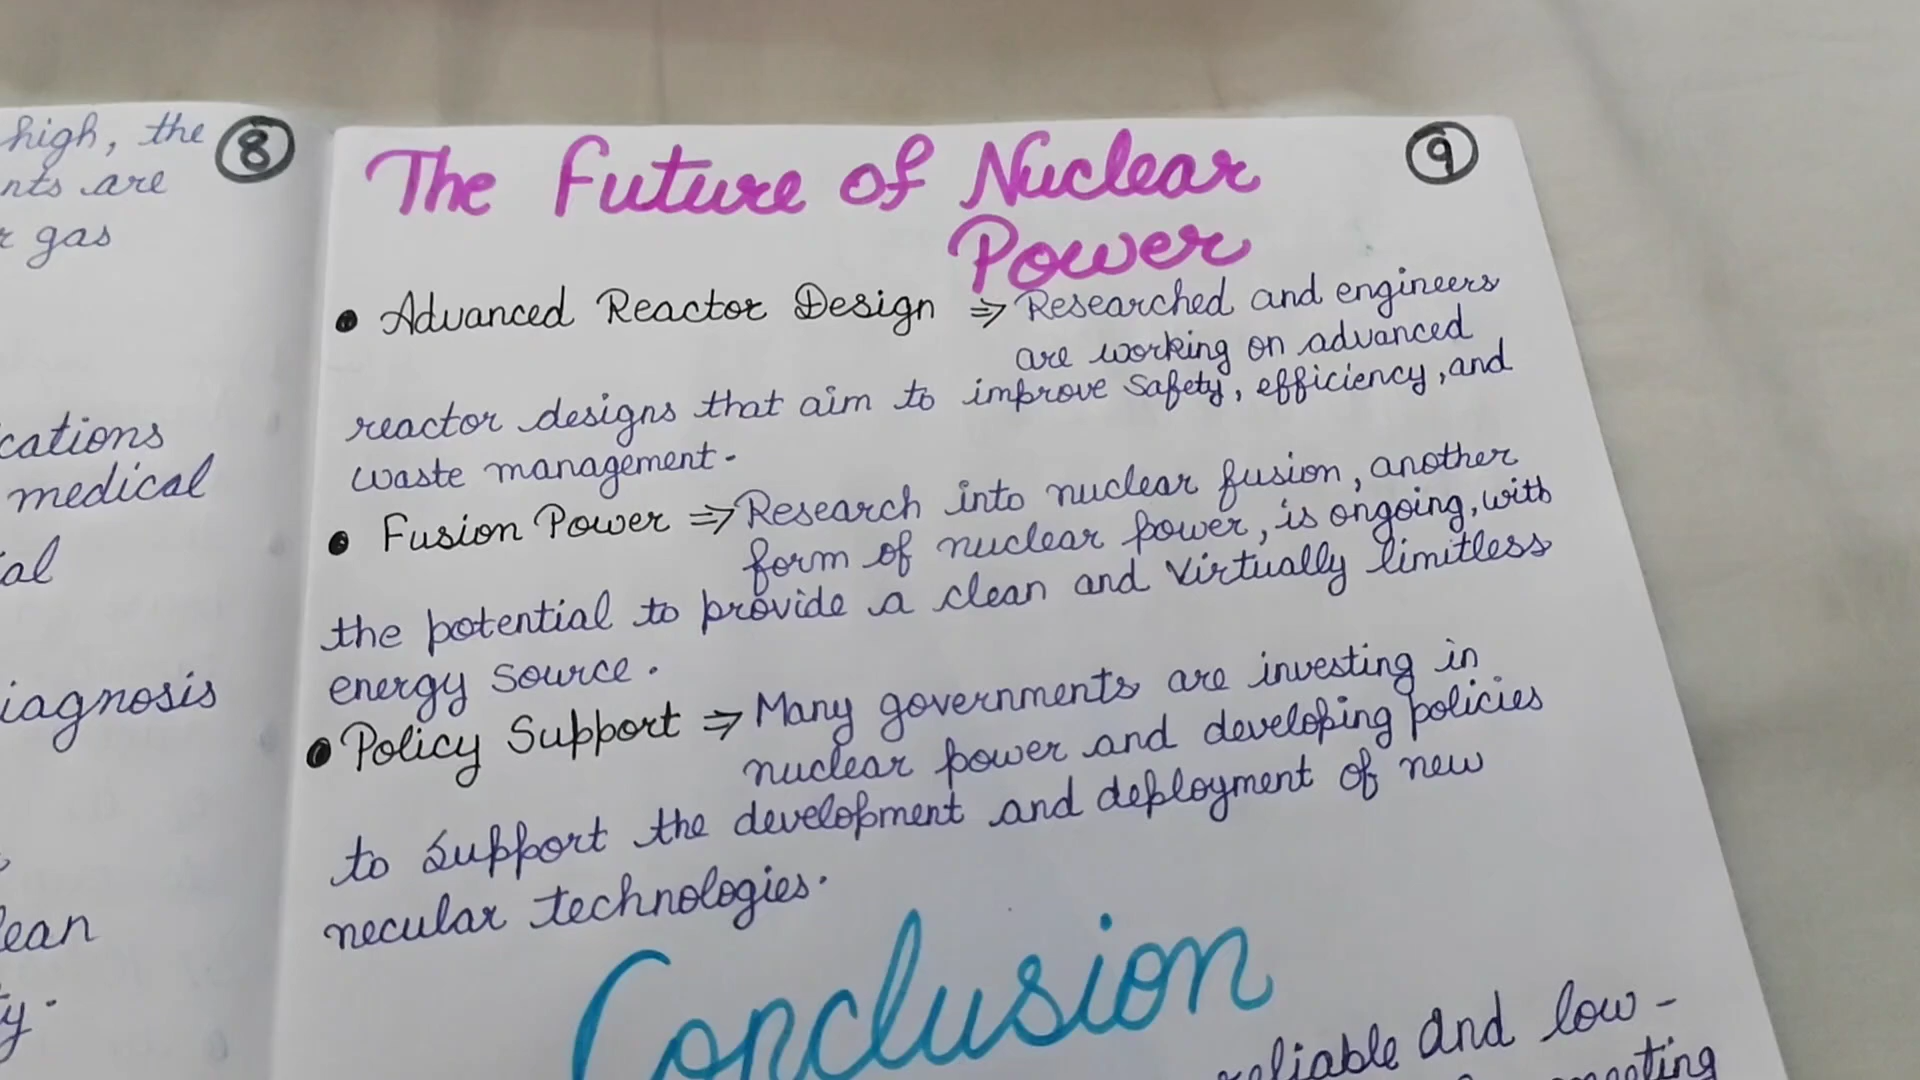 high, the
nts are
r gas
cations
medical
al
iagnosis
ean
y.
8
The Future of Nuclear
Power
9
• Advanced Reactor Design ⇒ Researched and engineers
are working on advanced
reactor designs that aim to improve safety, efficiency, and
waste management.
• Fusion Power ⇒ Research into nuclear fusion, another
form of nuclear power, is ongoing, with
the potential to provide a clean and virtually limitless
energy source.
• Policy Support ⇒ Many governments are investing in
nuclear power and developing policies
to support the development and deployment of new
necular technologies.
Conclusion
reliable and low-
meeting